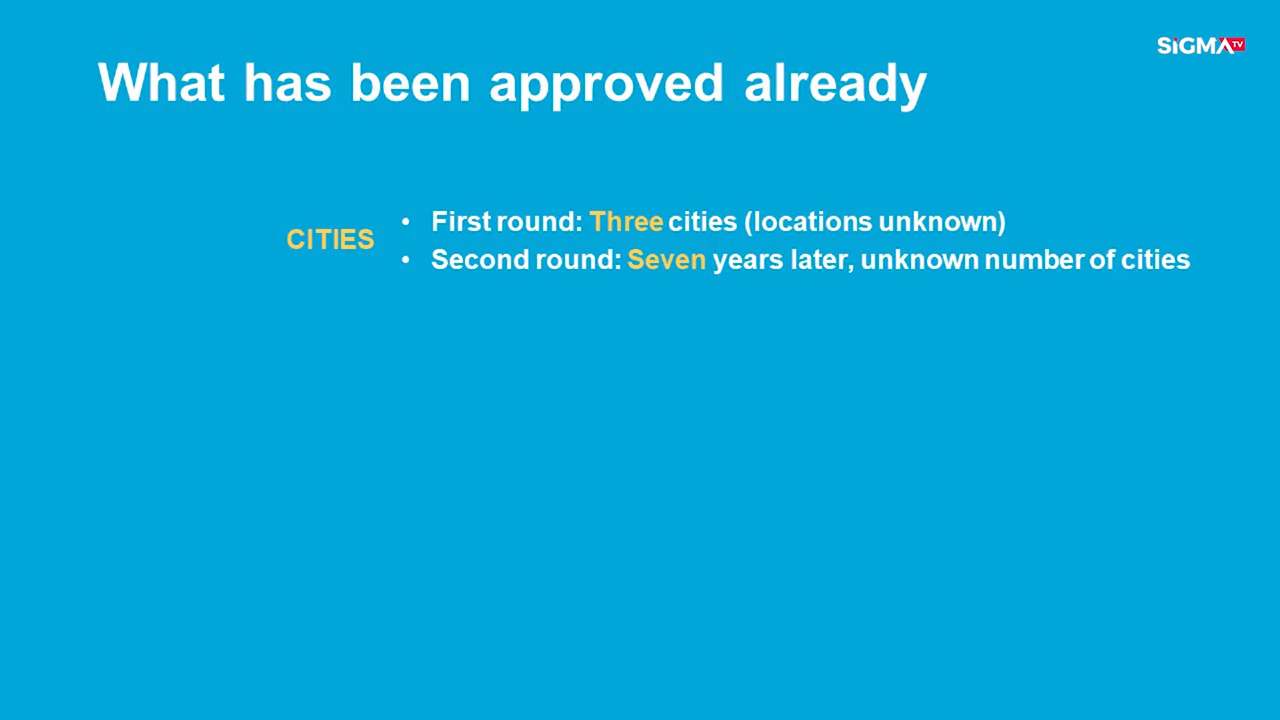 SiGMA TV
What has been approved already
CITIES
• First round: Three cities (locations unknown)
• Second round: Seven years later, unknown number of cities